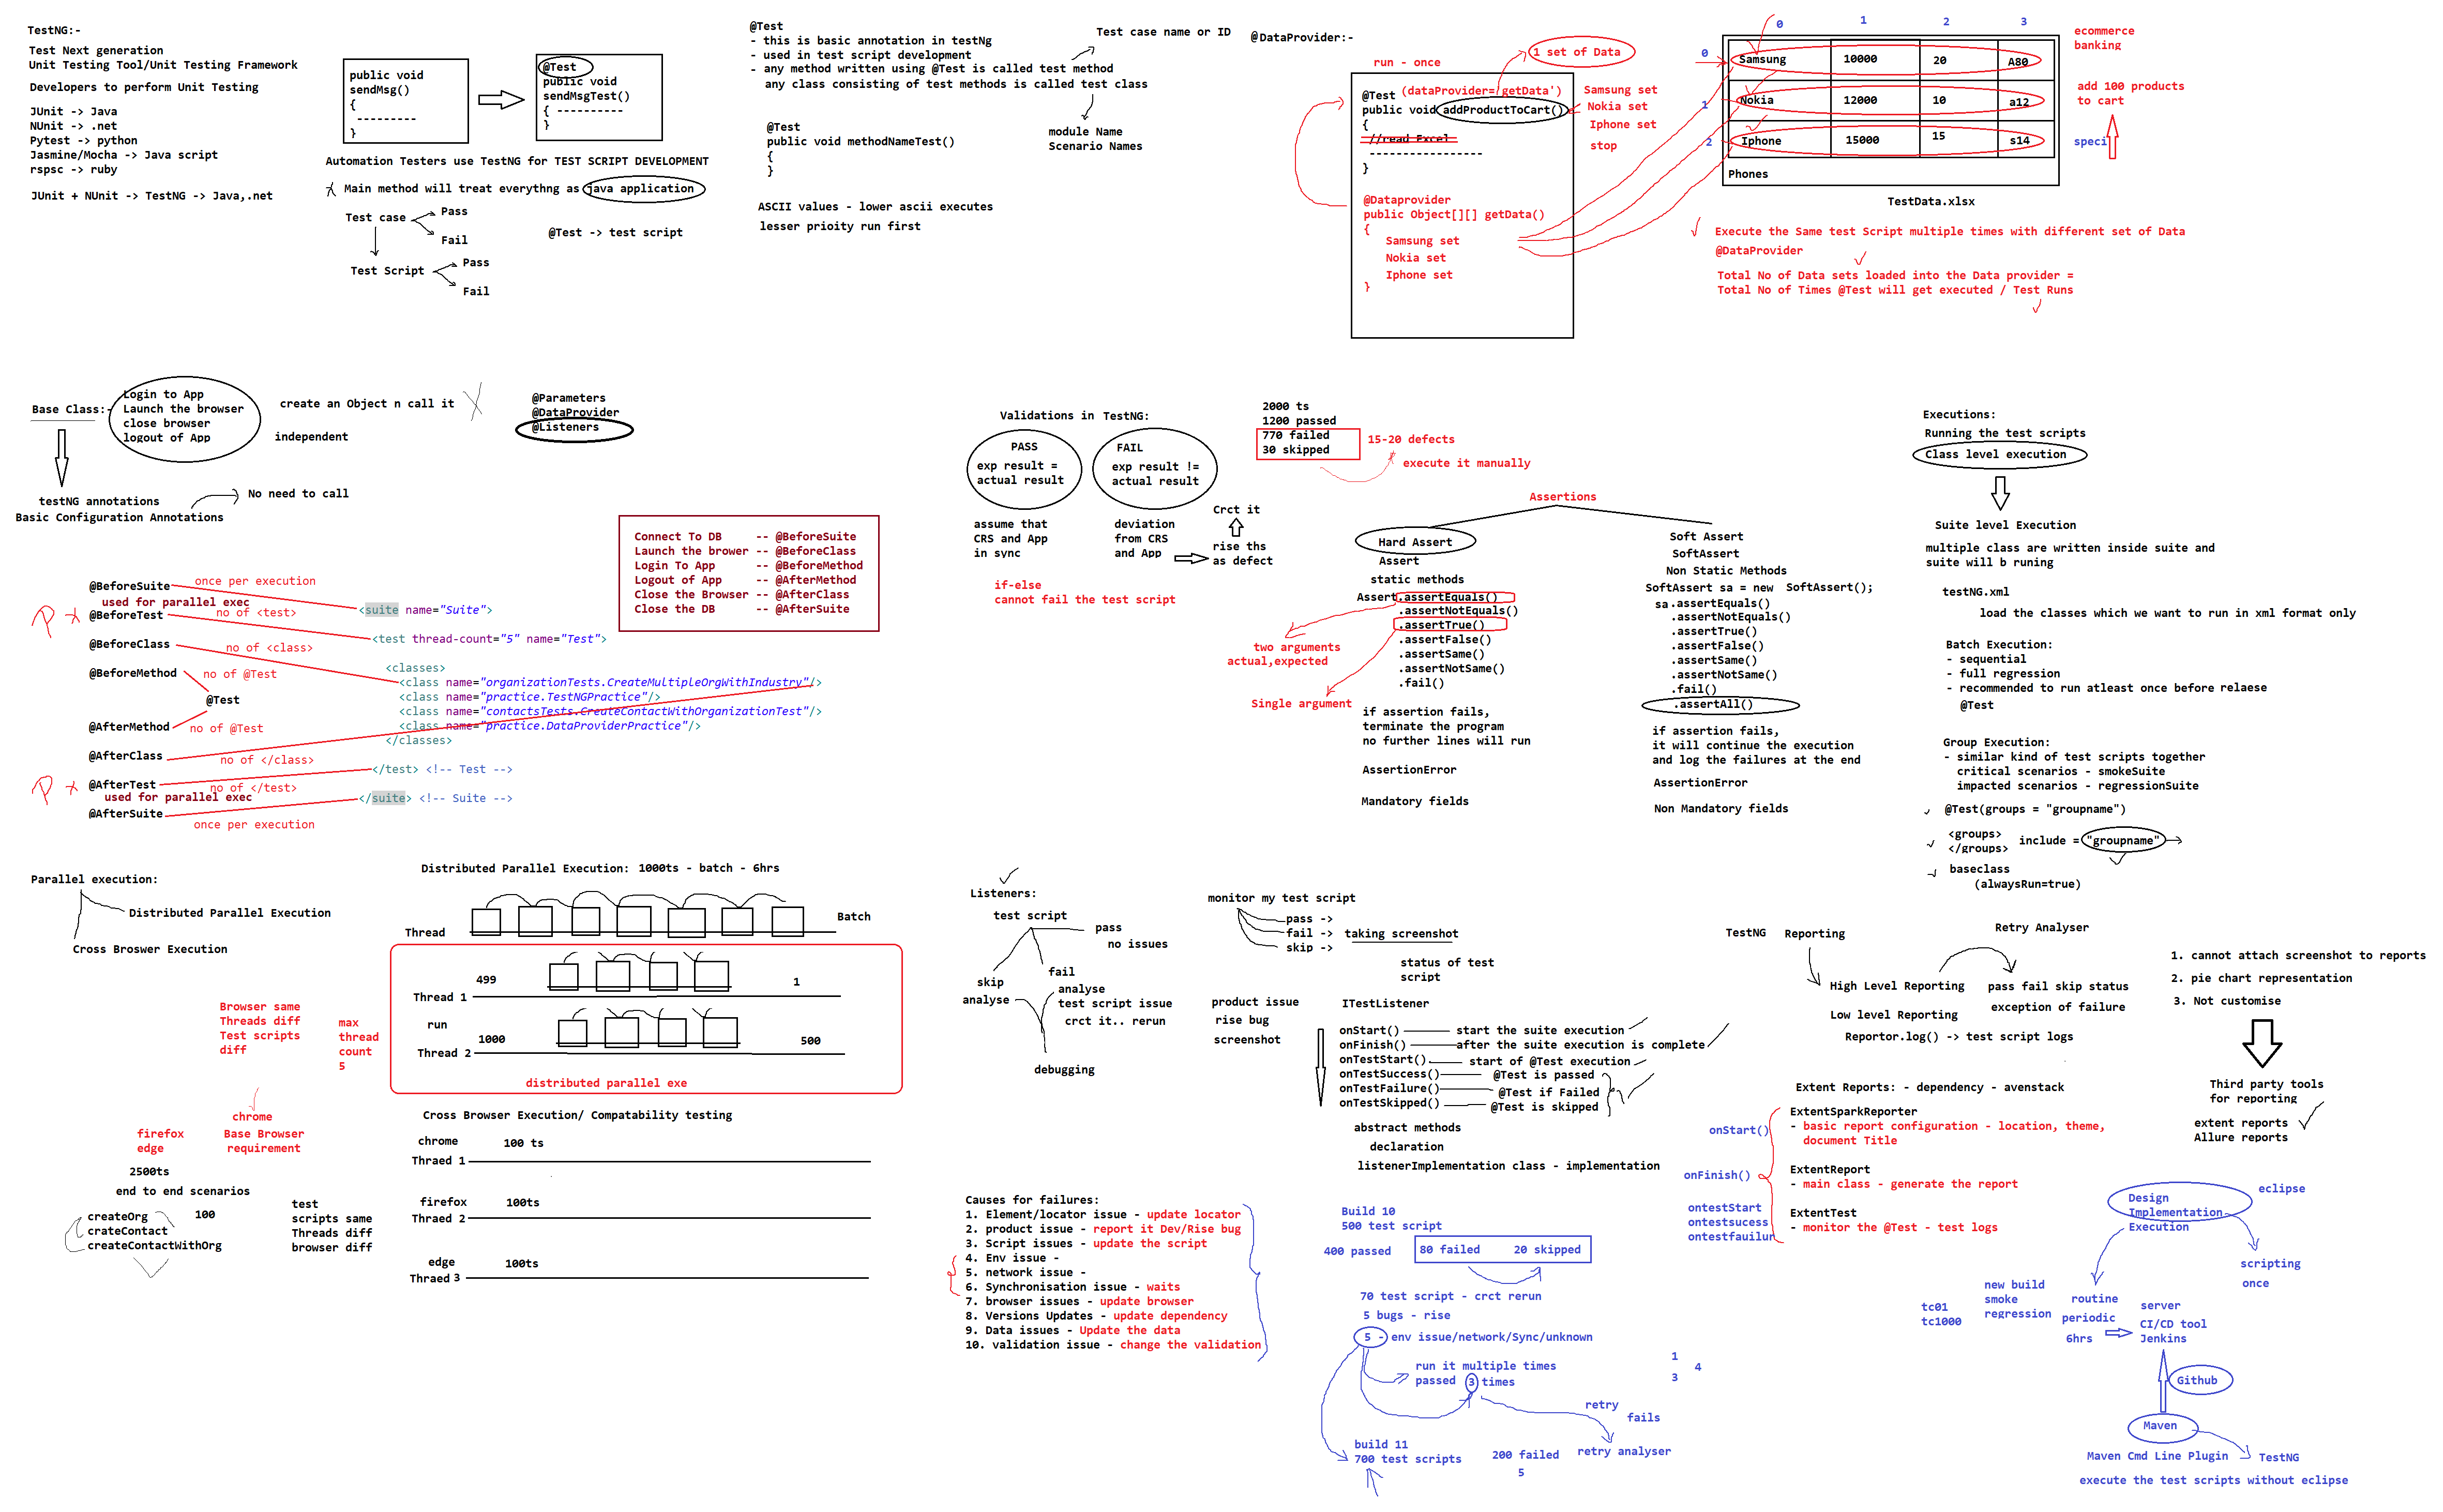 TestNG:-
Test Next generation
Unit Testing Tool/Unit Testing Framework
Developers to perform Unit Testing
JUnit -> Java
NUnit -> .net
Pytest -> python
Jasmine/Mocha -> Java script
rspsc -> ruby
JUnit + NUnit -> TestNG -> Java,.net
public void
sendMsg()
{
---------
}
@Test
public void
sendMsgTest()
{ ----------
}
Automation Testers use TestNG for TEST SCRIPT DEVELOPMENT
Main method will treat everythng as java application
Test case
Pass
Fail
@Test -> test script
Test Script
Pass
Fail
@Test
- this is basic annotation in testNg
- used in test script development
- any method written using @Test is called test method
any class consisting of test methods is called test class
Test case name or ID
@Test
public void methodNameTest()
{
}
module Name
Scenario Names
ASCII values - lower ascii executes
lesser prioity run first
@DataProvider:-
run - once
1 set of Data
@Test (dataProvider='getData')
public void addProductToCart()
{
//read Excel
-----------------
}
@Dataprovider
public Object[][] getData()
{
Samsung set
Nokia set
Iphone set
}
Samsung set
Nokia set
Iphone set
stop
0 1 2 3
0 Samsung 10000 20 A80
1 Nokia 12000 10 a12
2 Iphone 15000 15 s14
Phones
TestData.xlsx
ecommerce
banking
add 100 products
to cart
speci
Execute the Same test Script multiple times with different set of Data
@DataProvider
Total No of Data sets loaded into the Data provider =
Total No of Times @Test will get executed / Test Runs
Base Class:-
Login to App
Launch the browser
close browser
logout of App
create an Object n call it
independent
@Parameters
@DataProvider
@Listeners
testNG annotations
Basic Configuration Annotations
No need to call
Connect To DB -- @BeforeSuite
Launch the brower -- @BeforeClass
Login To App -- @BeforeMethod
Logout of App -- @AfterMethod
Close the Browser -- @AfterClass
Close the DB -- @AfterSuite
@BeforeSuite
once per execution
used for parallel exec
@BeforeTest
no of <test>
@BeforeClass
no of <class>
@BeforeMethod
no of @Test
@Test
@AfterMethod
no of @Test
@AfterClass
no of </class>
@AfterTest
no of </test>
used for parallel exec
@AfterSuite
once per execution
<suite name="Suite">
<test thread-count="5" name="Test">
<classes>
<class name="organizationTests.CreateMultipleOrgWithIndustry"/>
<class name="practice.TestNGPractice"/>
<class name="contactsTests.CreateContactWithOrganizationTest"/>
<class name="practice.DataProviderPractice"/>
</classes>
</test> <!-- Test -->
</suite> <!-- Suite -->
Validations in TestNG:
PASS
exp result =
actual result
FAIL
exp result !=
actual result
assume that
CRS and App
in sync
deviation
from CRS
and App
Crct it
rise ths
as defect
if-else
cannot fail the test script
2000 ts
1200 passed
770 failed
30 skipped
15-20 defects
execute it manually
Assertions
Hard Assert
Assert
static methods
Assert.assertEquals()
.assertNotEquals()
.assertTrue()
.assertFalse()
.assertSame()
.assertNotSame()
.fail()
two arguments
actual,expected
Single argument
if assertion fails,
terminate the program
no further lines will run
AssertionError
Mandatory fields
Soft Assert
SoftAssert
Non Static Methods
SoftAssert sa = new SoftAssert();
sa.assertEquals()
.assertNotEquals()
.assertTrue()
.assertFalse()
.assertSame()
.assertNotSame()
.fail()
.assertAll()
if assertion fails,
it will continue the execution
and log the failures at the end
AssertionError
Non Mandatory fields
Executions:
Running the test scripts
Class level execution
Suite level Execution
multiple class are written inside suite and
suite will b runing
testNG.xml
load the classes which we want to run in xml format only
Batch Execution:
- sequential
- full regression
- recommended to run atleast once before relaese
@Test
Group Execution:
- similar kind of test scripts together
critical scenarios - smokeSuite
impacted scenarios - regressionSuite
@Test(groups = "groupname")
<groups>
</groups>
include = "groupname"
baseclass
(alwaysRun=true)
Parallel execution:
Distributed Parallel Execution
Cross Broswer Execution
Distributed Parallel Execution: 1000ts - batch - 6hrs
Batch
Thread
499 1
Thread 1
run
1000 500
Thread 2
distributed parallel exe
Browser same
Threads diff
Test scripts
diff
max
thread
count
5
chrome
firefox
edge
Base Browser
requirement
2500ts
end to end scenarios
createOrg
crateContact
createContactWithOrg
100
test
scripts same
Threads diff
browser diff
Cross Browser Execution/ Compatability testing
chrome 100 ts
Thraed 1
firefox 100ts
Thraed 2
edge 100ts
Thraed 3
Listeners:
test script
pass
no issues
skip
analyse
fail
analyse
test script issue
crct it.. rerun
debugging
monitor my test script
pass ->
fail -> taking screenshot
skip ->
status of test
script
product issue
rise bug
screenshot
ITestListener
onStart() start the suite execution
onFinish() after the suite execution is complete
onTestStart() start of @Test execution
onTestSuccess() @Test is passed
onTestFailure() @Test if Failed
onTestSkipped() @Test is skipped
abstract methods
declaration
listenerImplementation class - implementation
Causes for failures:
1. Element/locator issue - update locator
2. product issue - report it Dev/Rise bug
3. Script issues - update the script
4. Env issue -
5. network issue -
6. Synchronisation issue - waits
7. browser issues - update browser
8. Versions Updates - update dependency
9. Data issues - Update the data
10. validation issue - change the validation
Build 10
500 test script
400 passed
80 failed 20 skipped
70 test script - crct rerun
5 bugs - rise
5 - env issue/network/Sync/unknown
run it multiple times
passed 3 times
1
4
3
retry
fails
retry analyser
build 11
700 test scripts
200 failed
5
TestNG Reporting
Retry Analyser
High Level Reporting
pass fail skip status
exception of failure
Low level Reporting
Reportor.log() -> test script logs
1. cannot attach screenshot to reports
2. pie chart representation
3. Not customise
Third party tools
for reporting
extent reports
Allure reports
Extent Reports: - dependency - avenstack
ExtentSparkReporter
- basic report configuration - location, theme,
document Title
ExtentReport
- main class - generate the report
ExtentTest
- monitor the @Test - test logs
onStart()
onFinish()
ontestStart
ontestsucess
ontestfauilur
Design
Implementation
Execution
eclipse
scripting
once
new build
smoke
regression
tc01
tc1000
routine
periodic
6hrs
server
CI/CD tool
Jenkins
Github
Maven
Maven Cmd Line Plugin
TestNG
execute the test scripts without eclipse